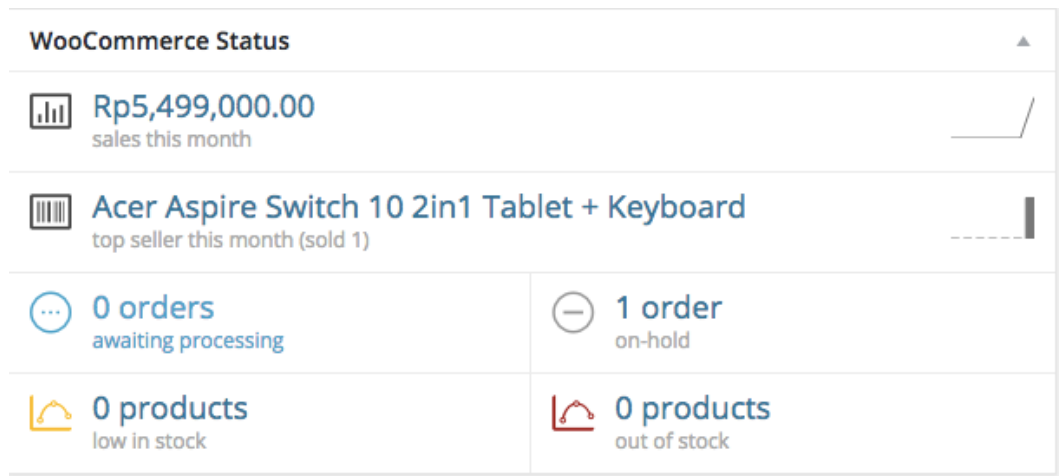 WooCommerce Status
Rp5,499,000.00
sales this month
Acer Aspire Switch 10 2in1 Tablet + Keyboard
top seller this month (sold 1)
0 orders
awaiting processing
1 order
on-hold
0 products
low in stock
0 products
out of stock